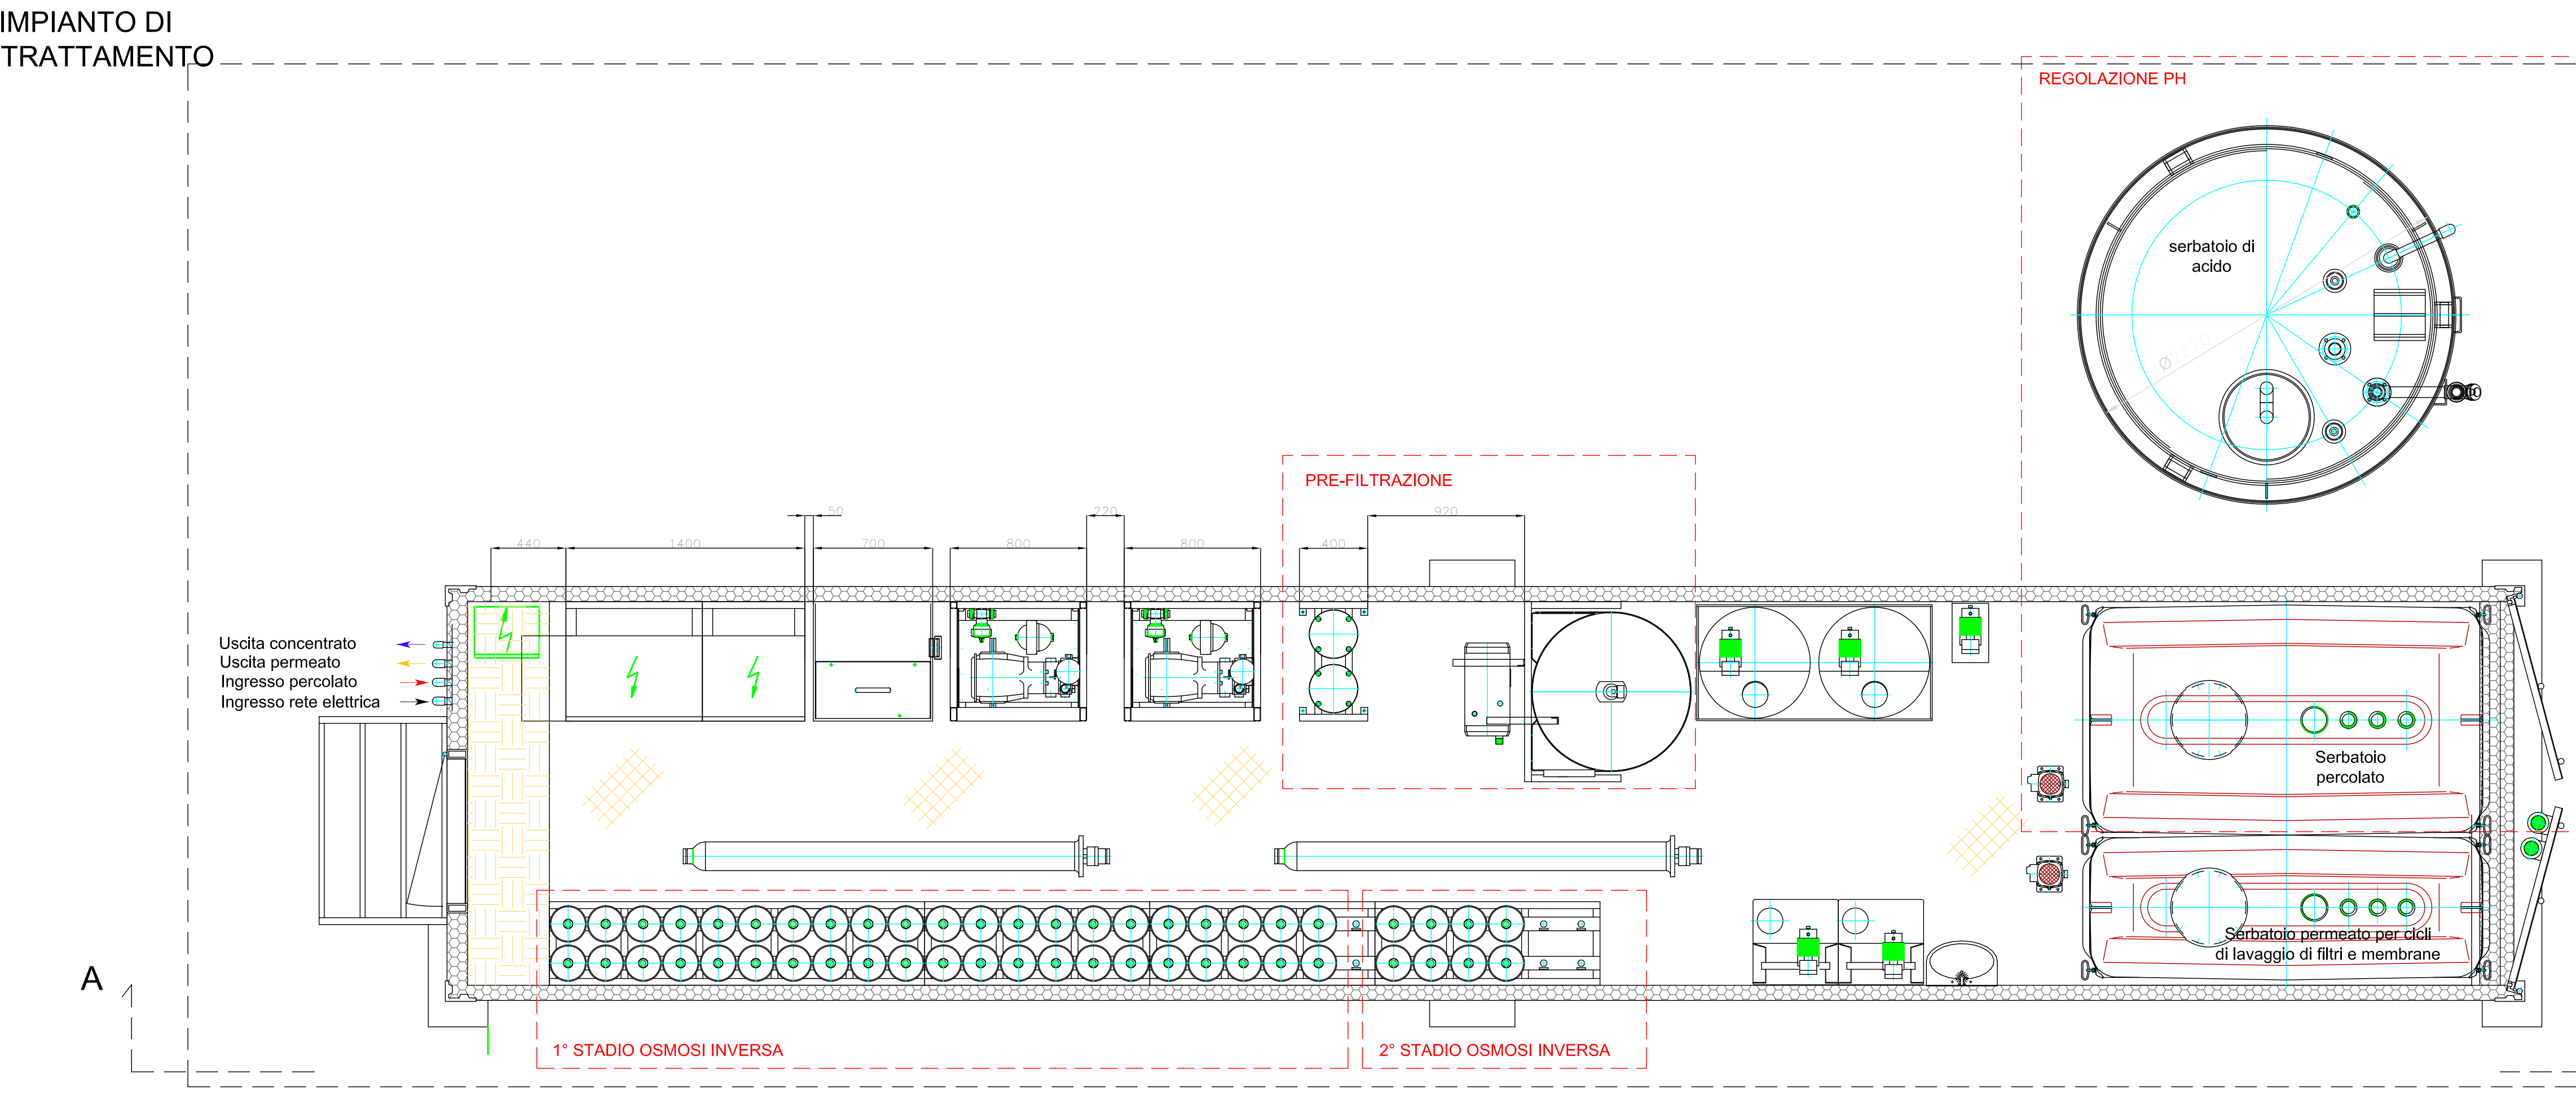 IMPIANTO DI
TRATTAMENTO
REGOLAZIONE PH
serbatoio di
acido
Ø2220
PRE-FILTRAZIONE
50
220
920
440
1400
700
800
800
400
Uscita concentrato
Uscita permeato
Ingresso percolato
Ingresso rete elettrica
Serbatoio
percolato
Serbatoio permeato per cicli
di lavaggio di filtri e membrane
A
1° STADIO OSMOSI INVERSA
2° STADIO OSMOSI INVERSA